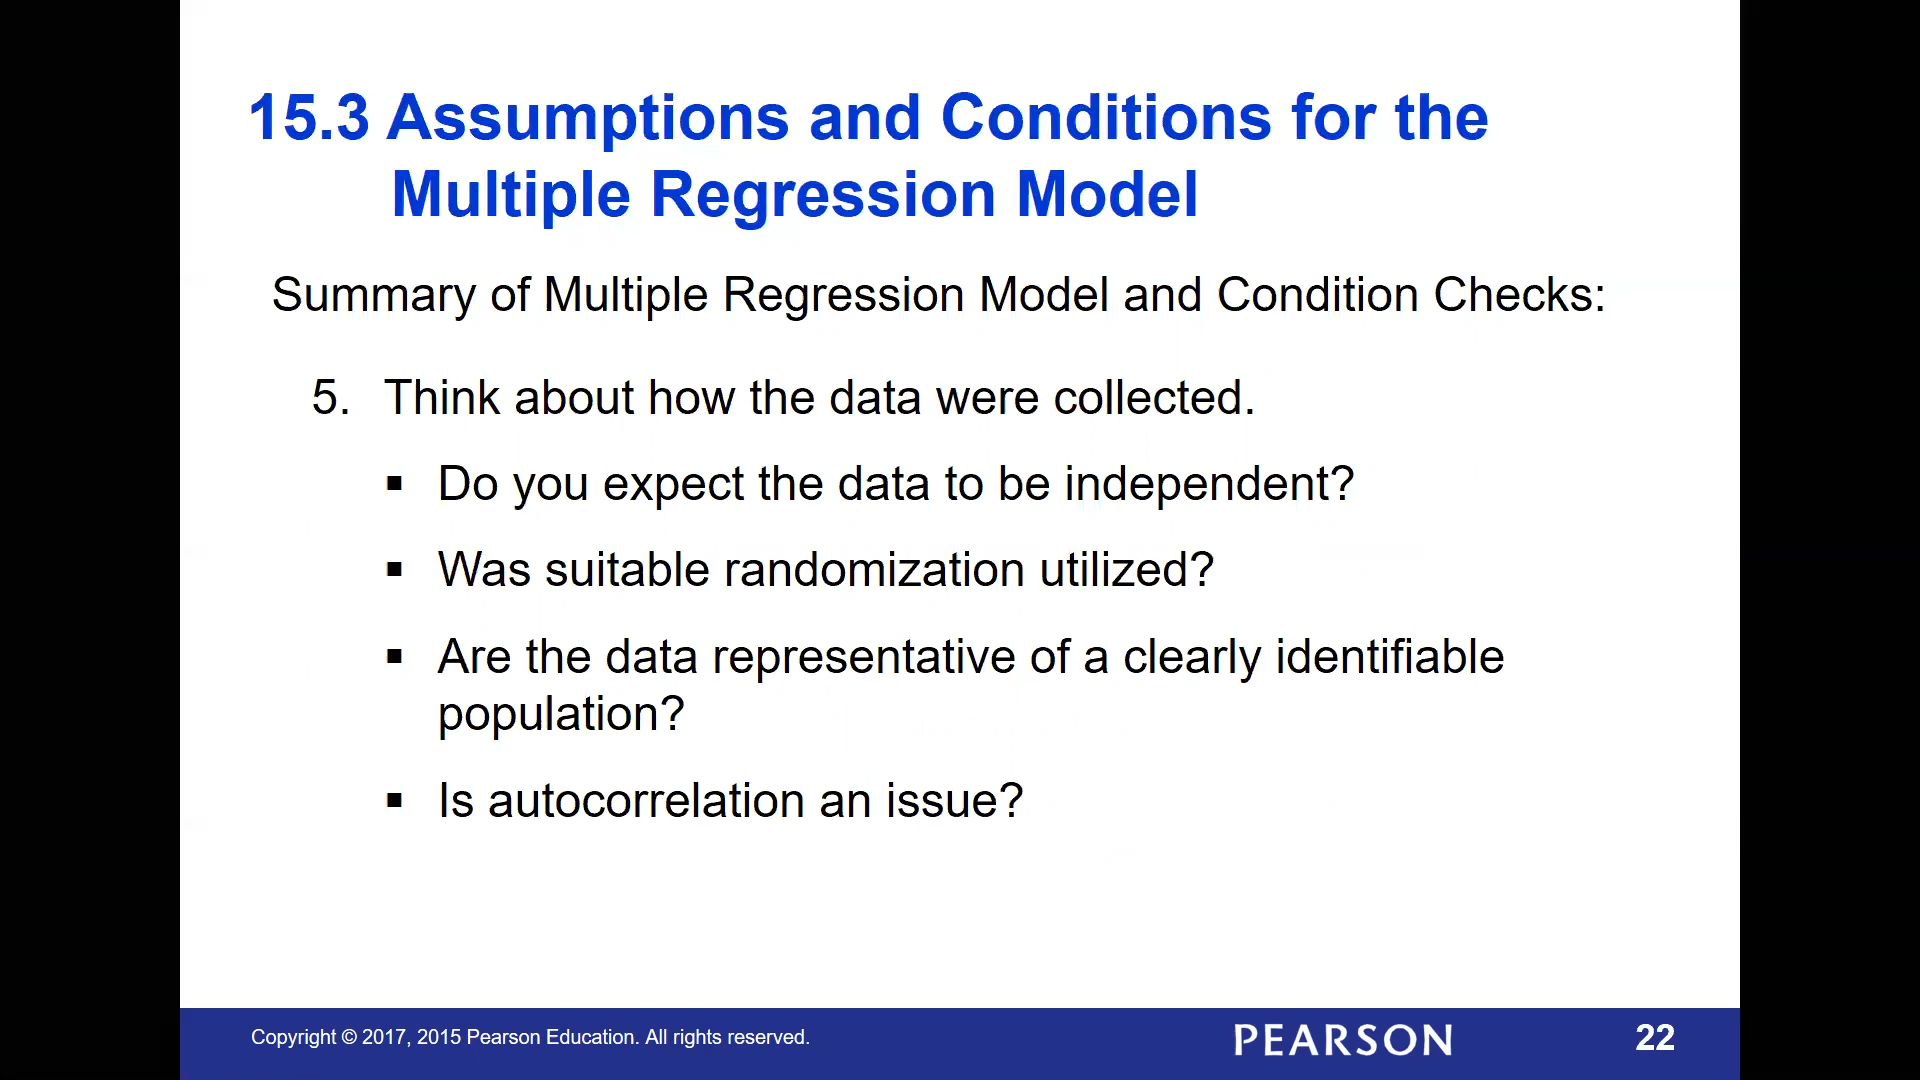 15.3 Assumptions and Conditions for the
Multiple Regression Model
Summary of Multiple Regression Model and Condition Checks:
5. Think about how the data were collected.
▪ Do you expect the data to be independent?
▪ Was suitable randomization utilized?
▪ Are the data representative of a clearly identifiable
population?
▪ Is autocorrelation an issue?
Copyright © 2017, 2015 Pearson Education. All rights reserved.
PEARSON
22